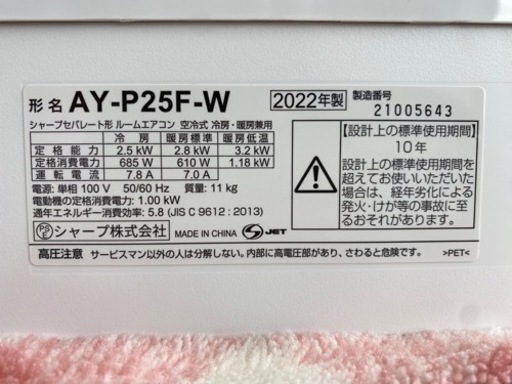 形名 AY-P25F-W 2022年製 製造番号 21005643
シャープセパレート形 ルームエアコン 空冷式 冷房・暖房兼用
冷房 暖房標準 暖房低温
定格能力 2.5 kW 2.8 kW 3.2 kW
定格消費電力 685 W 610 W 1.18 kW
運転電流 7.8 A 7.0 A
電源: 単相 100 V 50/60 Hz 質量: 11 kg
電動機の定格消費電力: 1.00 kW
通年エネルギー消費効率: 5.8 (JIS C 9612 : 2013)
PS E シャープ株式会社 MADE IN CHINA S JET
【設計上の標準使用期間】
10 年
設計上の標準使用期間を
超えてお使いいただいた
場合は、経年劣化による
発火・けが等の事故に至
るおそれがあります。
高圧注意 サービスマン以外の人は分解しない。内部に高電圧部があり、さわると危険です。 >PET<